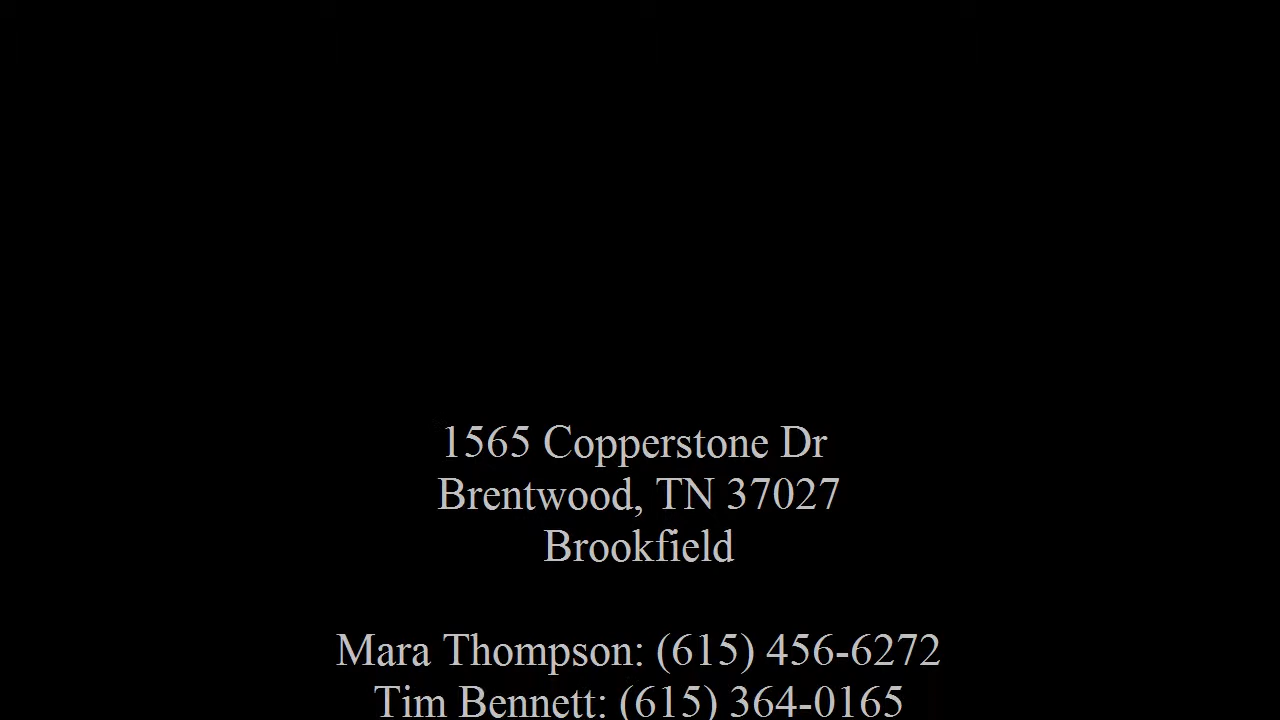 1565 Copperstone Dr
Brentwood, TN 37027
Brookfield
Mara Thompson: (615) 456-6272
Tim Bennett: (615) 364-0165